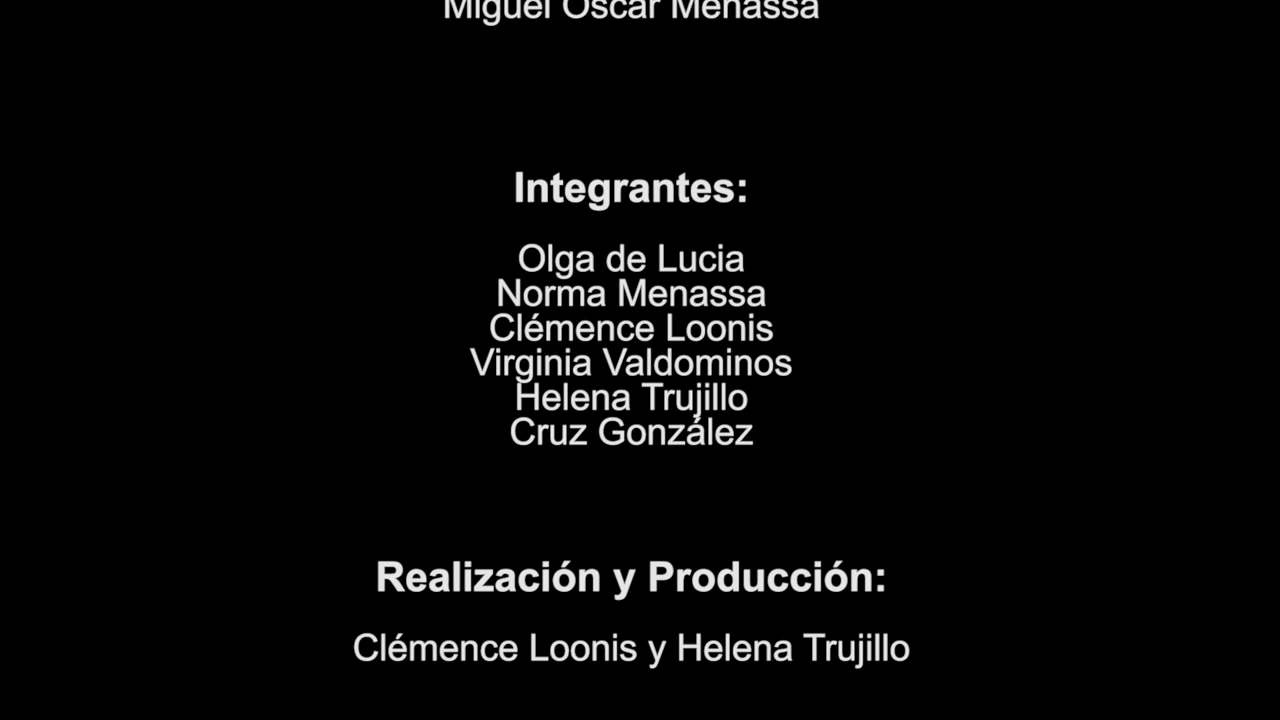 Miguel Oscar Menassa
Integrantes:
Olga de Lucia
Norma Menassa
Clémence Loonis
Virginia Valdominos
Helena Trujillo
Cruz González
Realización y Producción:
Clémence Loonis y Helena Trujillo